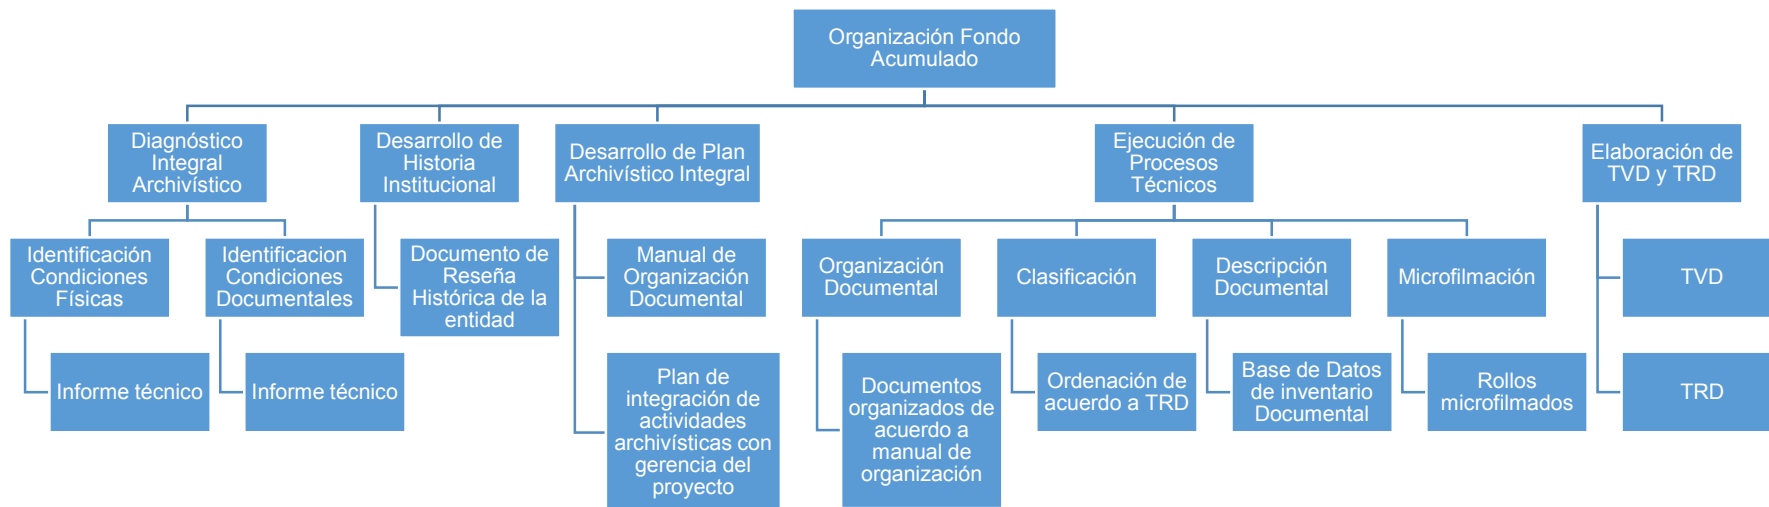 Organización Fondo
Acumulado
Diagnóstico
Integral
Archivístico
Desarrollo de
Historia
Institucional
Desarrollo de Plan
Archivístico Integral
Ejecución de
Procesos
Técnicos
Elaboración de
TVD y TRD
Identificación
Condiciones
Físicas
Identificacion
Condiciones
Documentales
Documento de
Reseña
Histórica de la
entidad
Manual de
Organización
Documental
Organización
Documental
Clasificación
Descripción
Documental
Microfilmación
TVD
Informe técnico
Informe técnico
Plan de
integración de
actividades
archivísticas con
gerencia del
proyecto
Documentos
organizados de
acuerdo a
manual de
organización
Ordenación de
acuerdo a TRD
Base de Datos
de inventario
Documental
Rollos
microfilmados
TRD